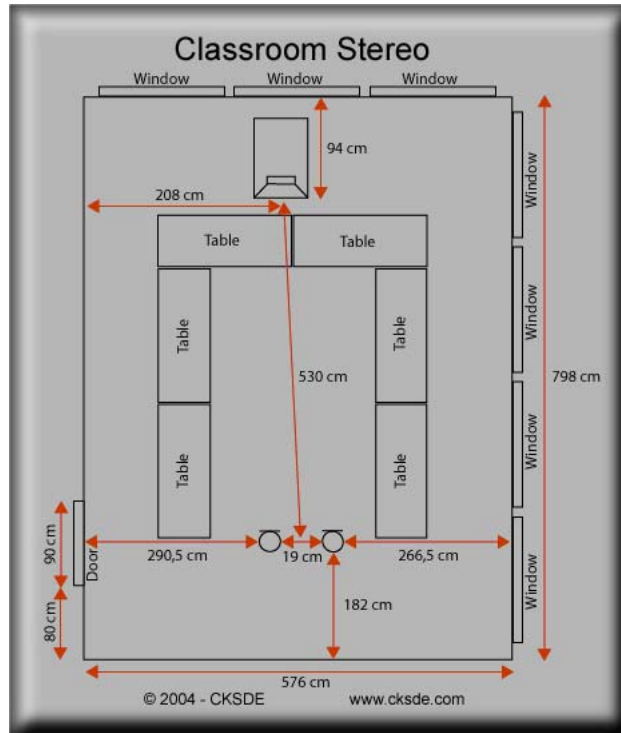 Classroom Stereo
Window Window Window
94 cm
208 cm
Window
Table Table
Table Table
Window
530 cm
798 cm
Table Table
Window
90 cm
Door
290,5 cm 19 cm 266,5 cm
Window
80 cm
182 cm
576 cm
© 2004 - CKSDE www.cksde.com